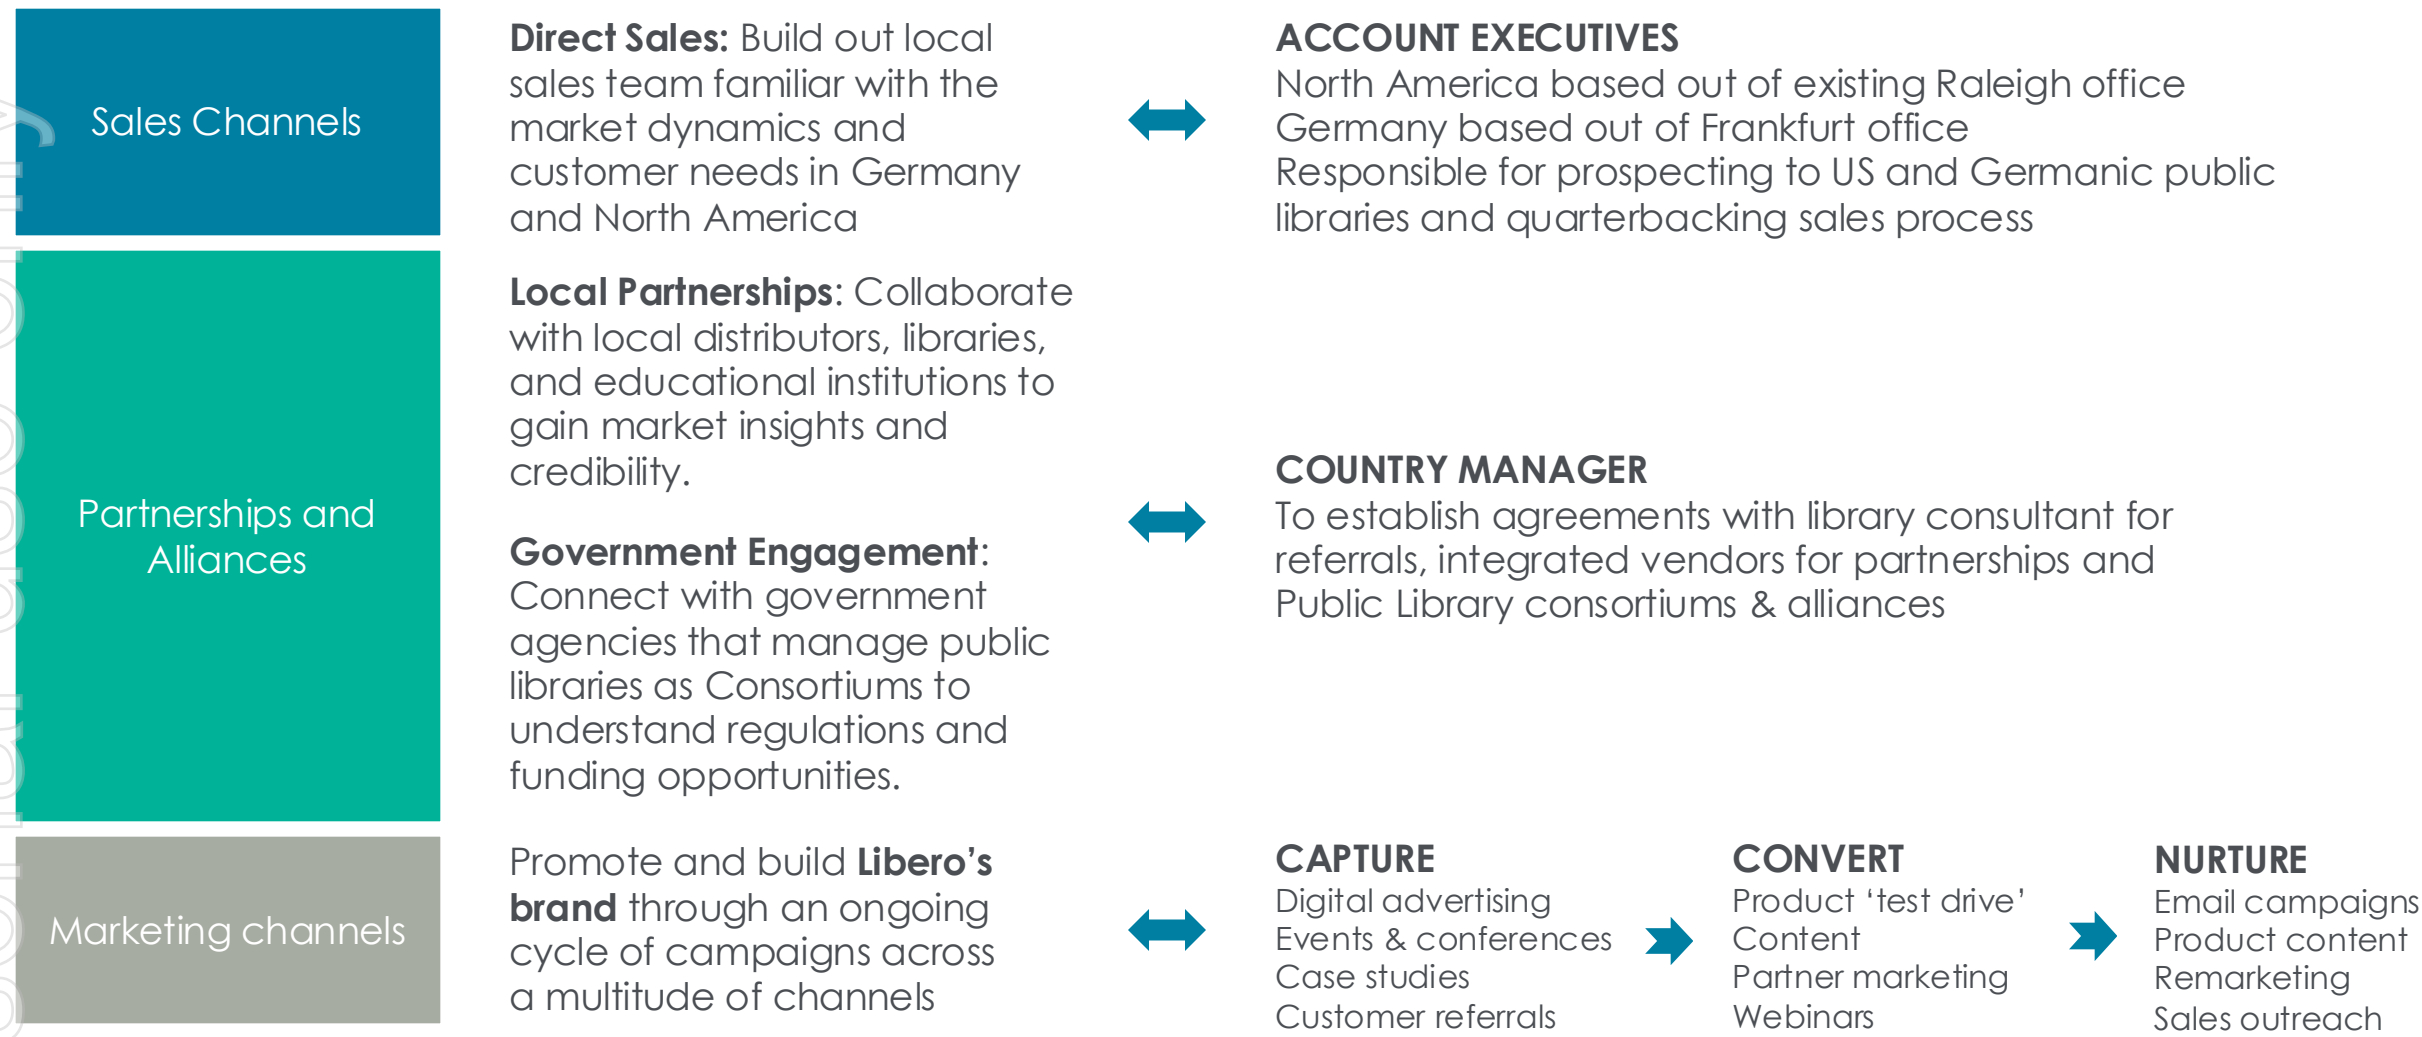 Sales Channels
Direct Sales: Build out local
sales team familiar with the
market dynamics and
customer needs in Germany
and North America
ACCOUNT EXECUTIVES
North America based out of existing Raleigh office
Germany based out of Frankfurt office
Responsible for prospecting to US and Germanic public
libraries and quarterbacking sales process
Partnerships and
Alliances
Local Partnerships: Collaborate
with local distributors, libraries,
and educational institutions to
gain market insights and
credibility.
Government Engagement:
Connect with government
agencies that manage public
libraries as Consortiums to
understand regulations and
funding opportunities.
COUNTRY MANAGER
To establish agreements with library consultant for
referrals, integrated vendors for partnerships and
Public Library consortiums & alliances
Marketing channels
Promote and build Libero’s
brand through an ongoing
cycle of campaigns across
a multitude of channels
CAPTURE
Digital advertising
Events & conferences
Case studies
Customer referrals
CONVERT
Product ‘test drive’
Content
Partner marketing
Webinars
NURTURE
Email campaigns
Product content
Remarketing
Sales outreach